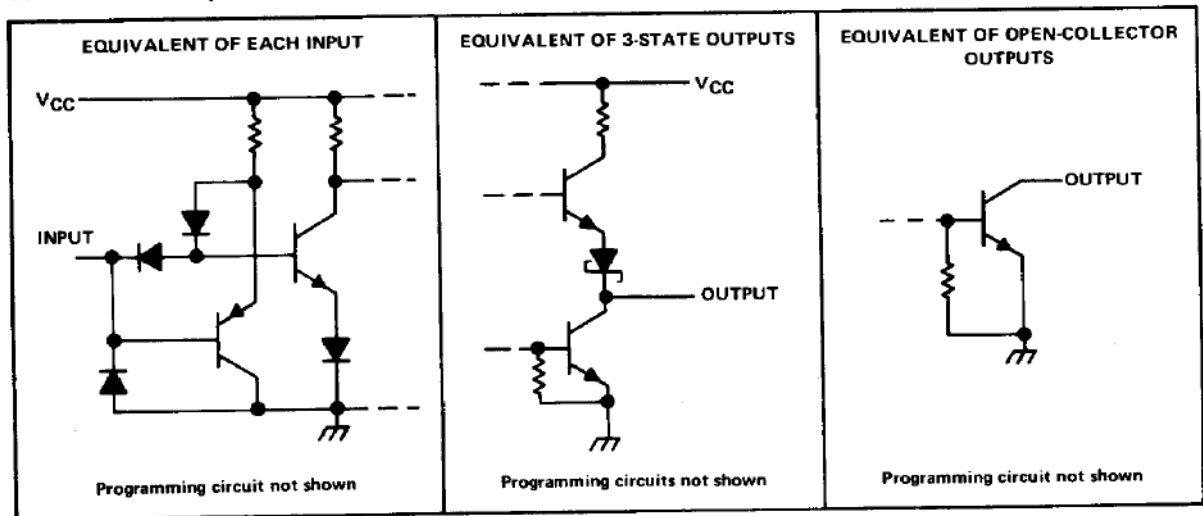 EQUIVALENT OF EACH INPUT
VCC
INPUT
Programming circuit not shown
EQUIVALENT OF 3-STATE OUTPUTS
VCC
OUTPUT
Programming circuits not shown
EQUIVALENT OF OPEN-COLLECTOR
OUTPUTS
OUTPUT
Programming circuit not shown